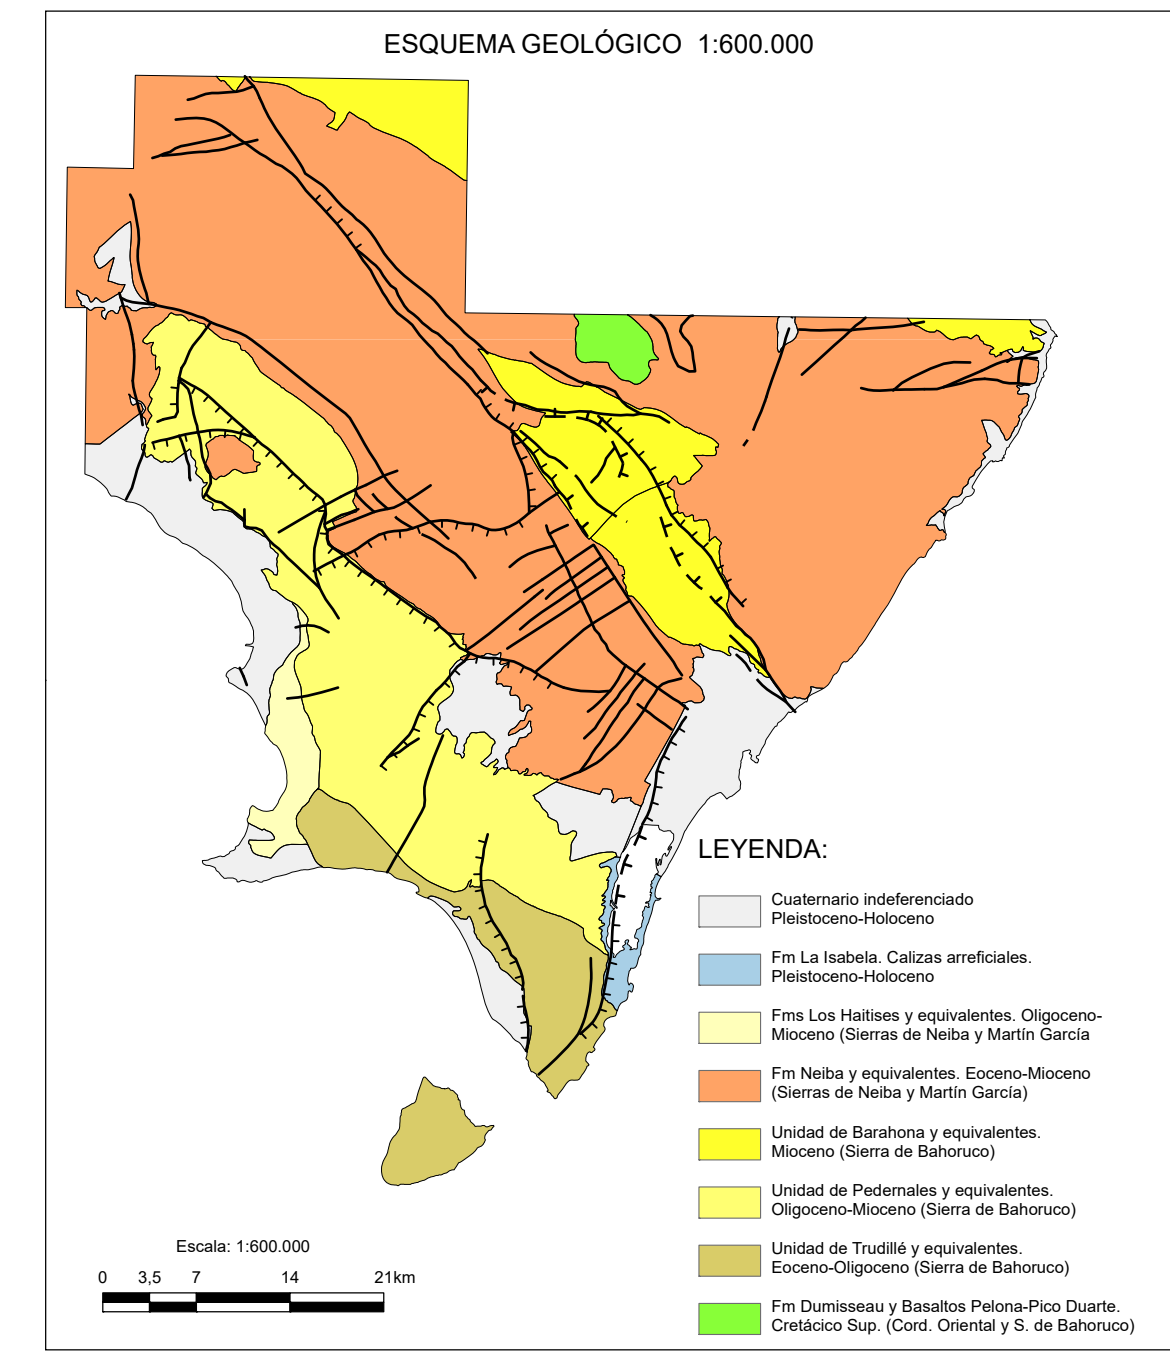 ESQUEMA GEOLÓGICO 1:600.000
LEYENDA:
Cuaternario indeferenciado
Pleistoceno-Holoceno
Fm La Isabela. Calizas arreficiales.
Pleistoceno-Holoceno
Fms Los Haitises y equivalentes. Oligoceno-
Mioceno (Sierras de Neiba y Martín García
Fm Neiba y equivalentes. Eoceno-Mioceno
(Sierras de Neiba y Martín García)
Unidad de Barahona y equivalentes.
Mioceno (Sierra de Bahoruco)
Unidad de Pedernales y equivalentes.
Oligoceno-Mioceno (Sierra de Bahoruco)
Unidad de Trudillé y equivalentes.
Eoceno-Oligoceno (Sierra de Bahoruco)
Fm Dumisseau y Basaltos Pelona-Pico Duarte.
Cretácico Sup. (Cord. Oriental y S. de Bahoruco)
Escala: 1:600.000
0 3,5 7 14 21km